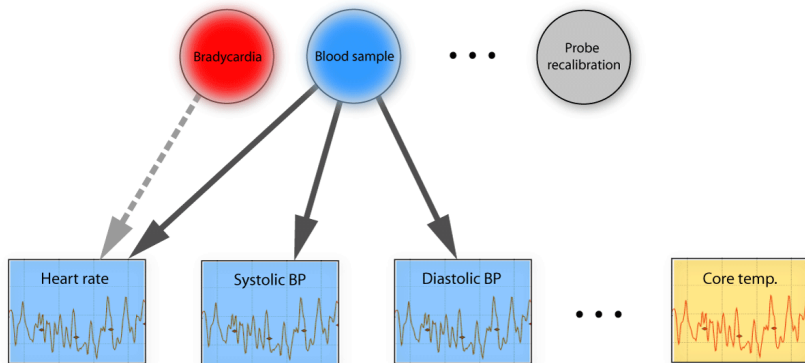 Bradycardia
Blood sample
Probe
recalibration
Heart rate
Systolic BP
Diastolic BP
Core temp.